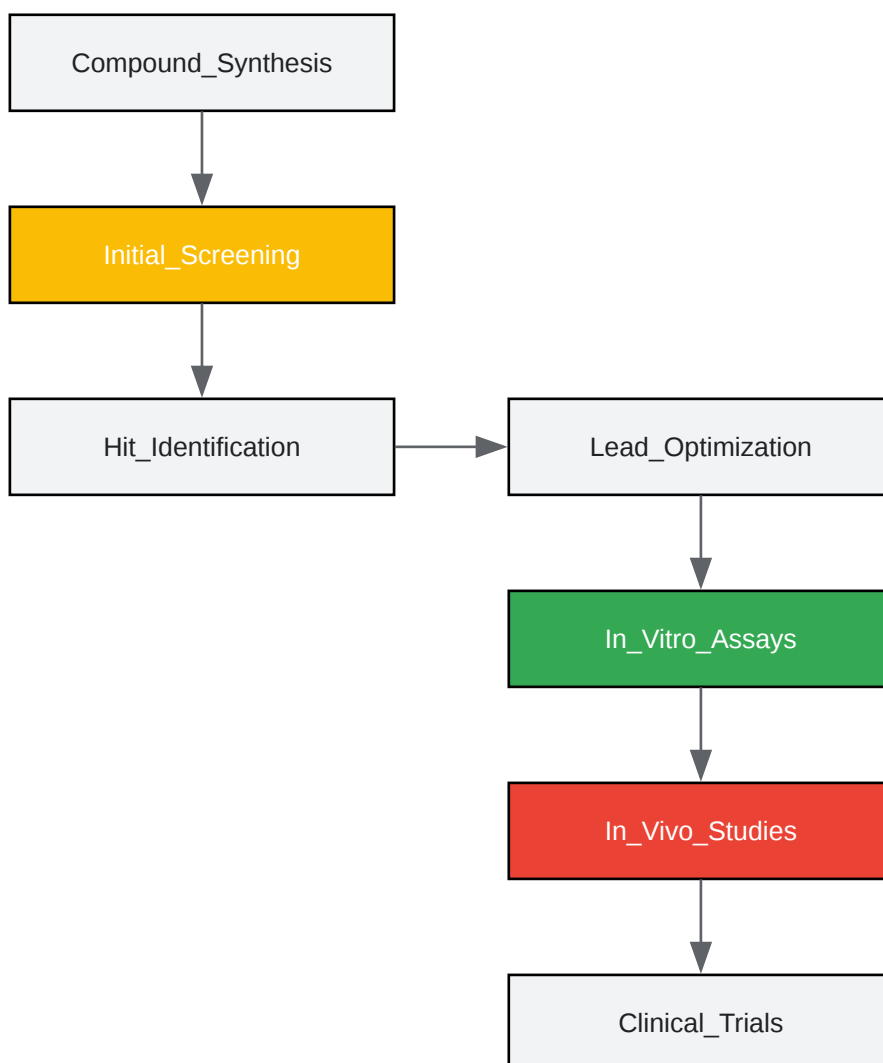 Compound_Synthesis
Initial_Screening
Hit_Identification
Lead_Optimization
In_Vitro_Assays
In_Vivo_Studies
Clinical_Trials